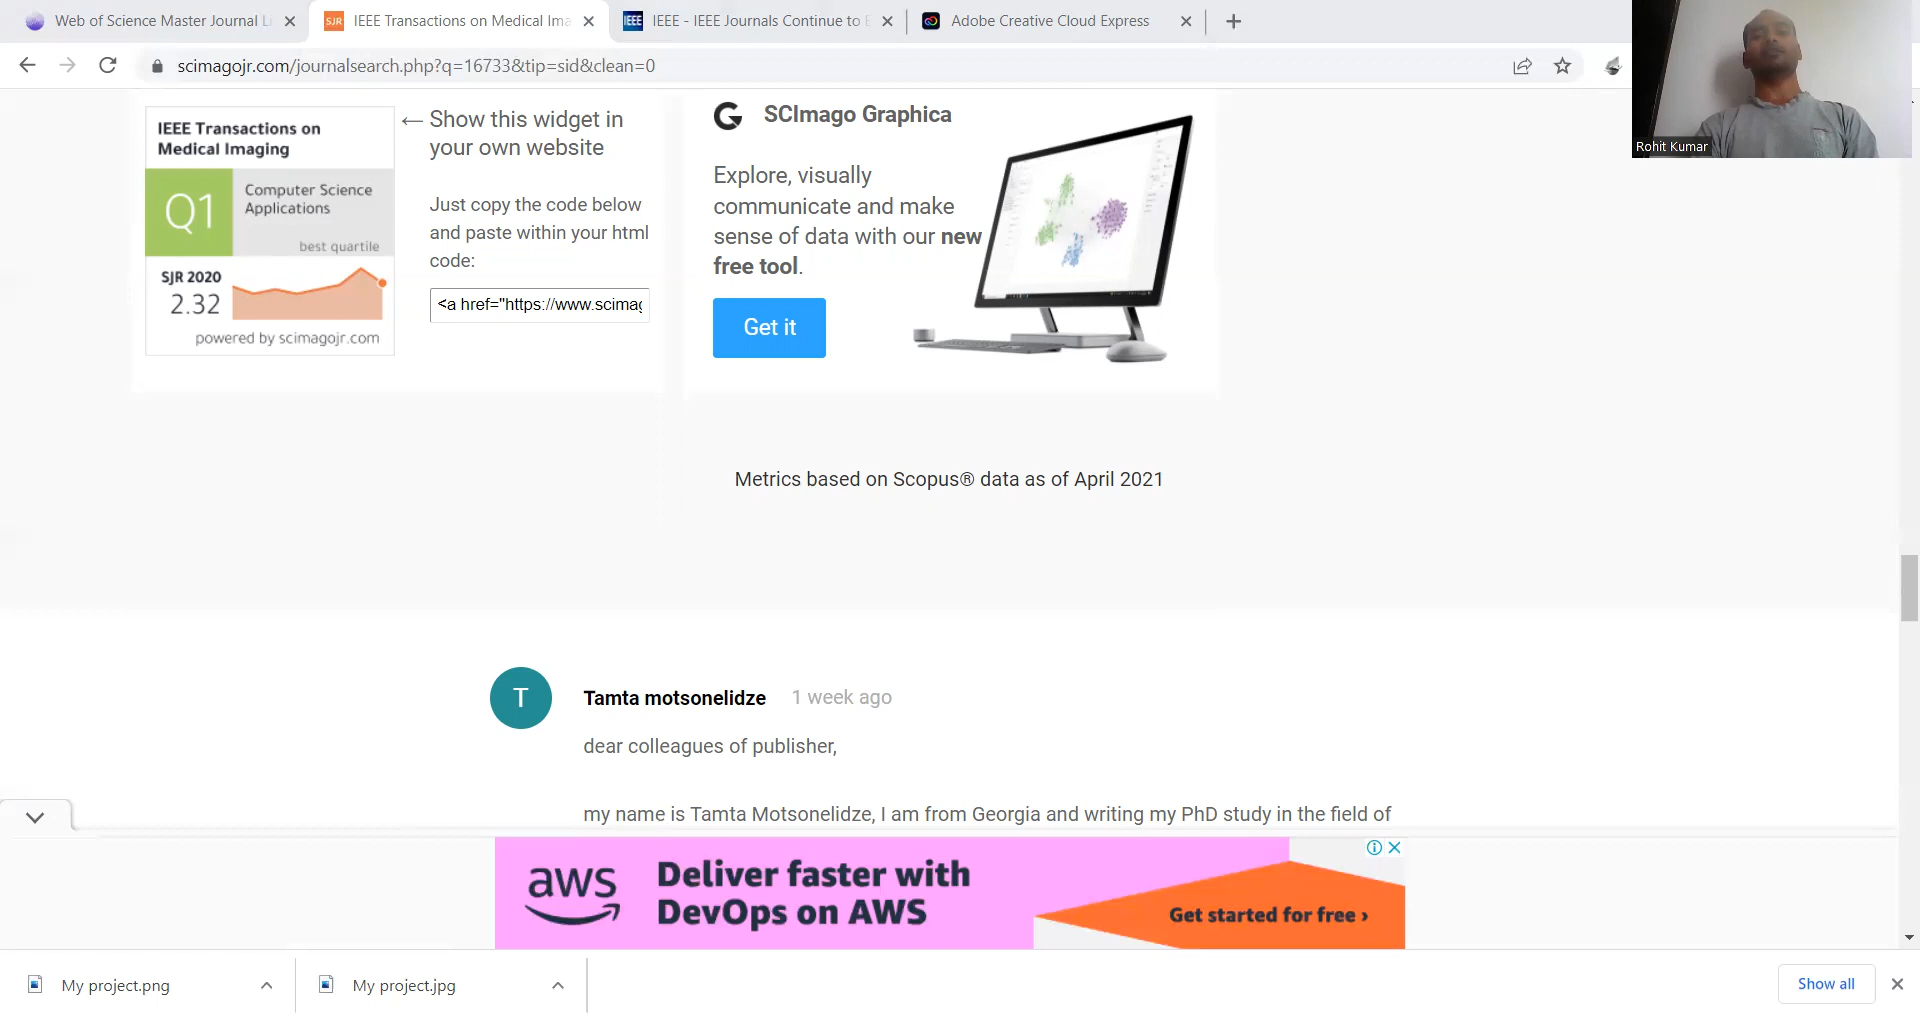 Web of Science Master Journal Li
SJR IEEE Transactions on Medical Ima
IEEE IEEE - IEEE Journals Continue to E
Adobe Creative Cloud Express
scimagojr.com/journalsearch.php?q=16733&tip=sid&clean=0
Rohit Kumar
IEEE Transactions on
Medical Imaging
Q1
Computer Science
Applications
best quartile
SJR 2020
2.32
powered by scimagojr.com
← Show this widget in
your own website
Just copy the code below
and paste within your html
code:
<a href="https://www.scimag
SCImago Graphica
Explore, visually
communicate and make
sense of data with our new
free tool.
Get it
Metrics based on Scopus® data as of April 2021
T
Tamta motsonelidze 1 week ago
dear colleagues of publisher,
my name is Tamta Motsonelidze, I am from Georgia and writing my PhD study in the field of
aws
Deliver faster with
DevOps on AWS
Get started for free ›
My project.png
My project.jpg
Show all